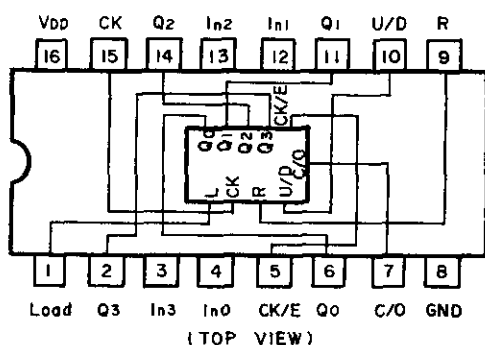 VDD CK Q2 In2 In1 Q1 U/D R
16 15 14 13 12 11 10 9
Q0 Q1 Q2 Q3 CK/E
C/O
L CK R U/D
1 2 3 4 5 6 7 8
Load Q3 In3 In0 CK/E Q0 C/O GND
(TOP VIEW)